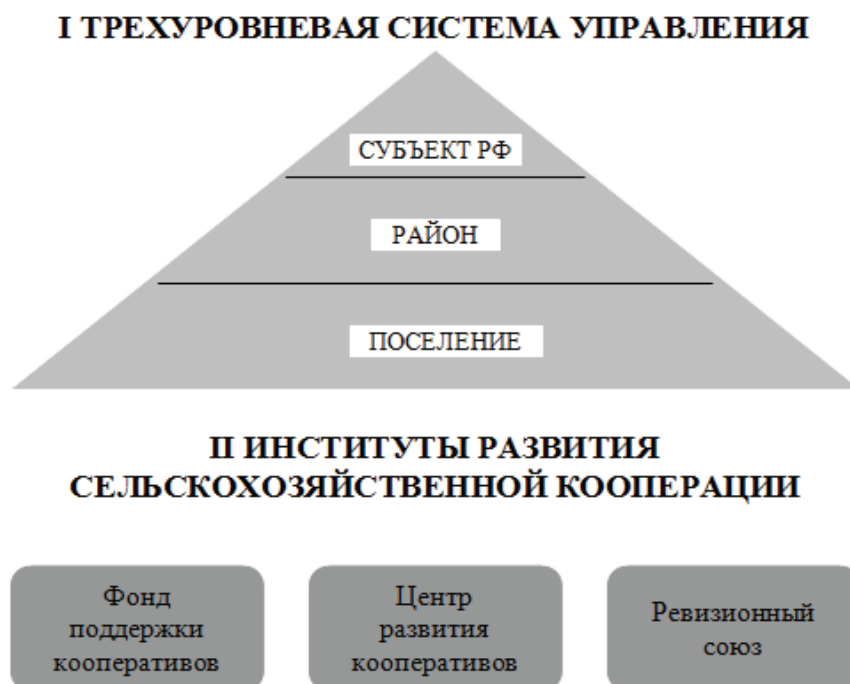 I ТРЕХУРОВНЕВАЯ СИСТЕМА УПРАВЛЕНИЯ
СУБЪЕКТ РФ
РАЙОН
ПОСЕЛЕНИЕ
II ИНСТИТУТЫ РАЗВИТИЯ
СЕЛЬСКОХОЗЯЙСТВЕННОЙ КООПЕРАЦИИ
Фонд
поддержки
кооперативов
Центр
развития
кооперативов
Ревизионный
союз